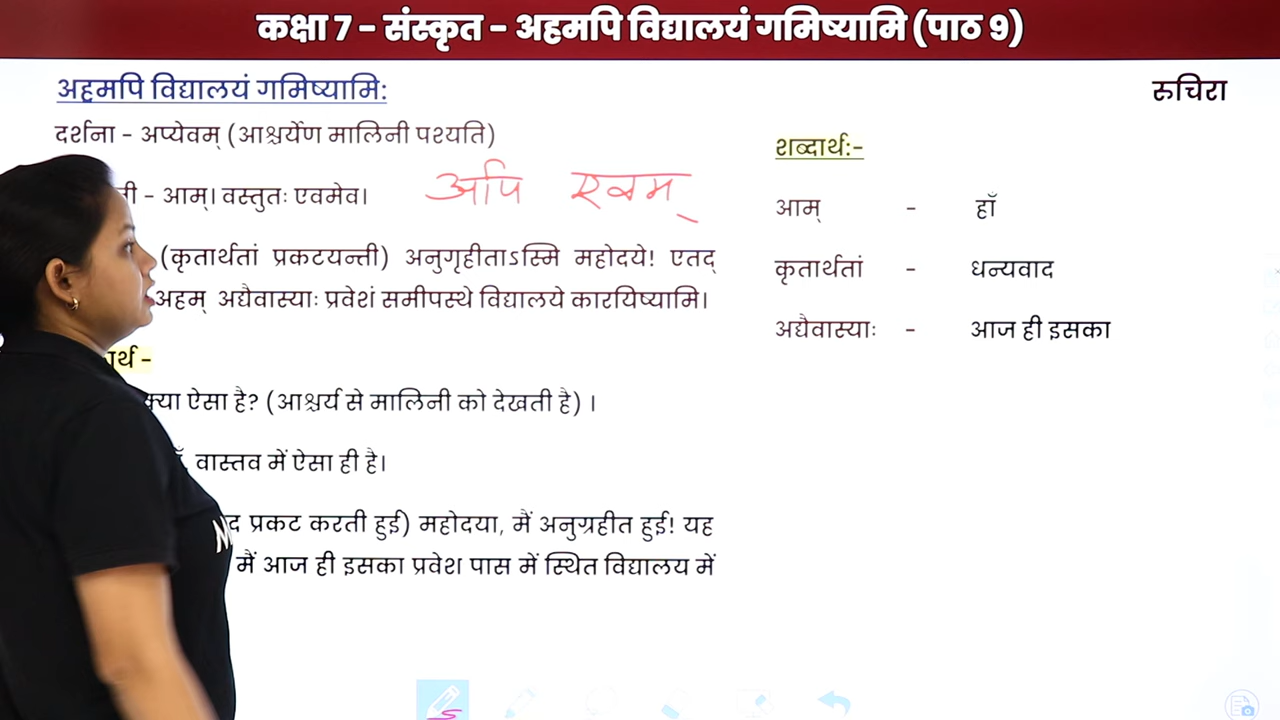 कक्षा 7 - संस्कृत - अहमपि विद्यालयं गमिष्यामि (पाठ 9)
अहमपि विद्यालयं गमिष्यामि:
रुचिरा
दर्शना - अप्येवम् (आश्चर्येण मालिनी पश्यति)
- आम्। वस्तुतः एवमेव।
अपि एवम्
(कृतार्थतां प्रकटयन्ती) अनुगृहीताऽस्मि महोदये! एतद्
अहम् अद्यैवास्याः प्रवेशं समीपस्थे विद्यालये कारयिष्यामि।
क्या ऐसा है? (आश्चर्य से मालिनी को देखती है) ।
वास्तव में ऐसा ही है।
प्रकट करती हुई) महोदया, मैं अनुग्रहीत हुई! यह
मैं आज ही इसका प्रवेश पास में स्थित विद्यालय में
शब्दार्थ:-
आम् - हाँ
कृतार्थतां - धन्यवाद
अद्यैवास्याः - आज ही इसका